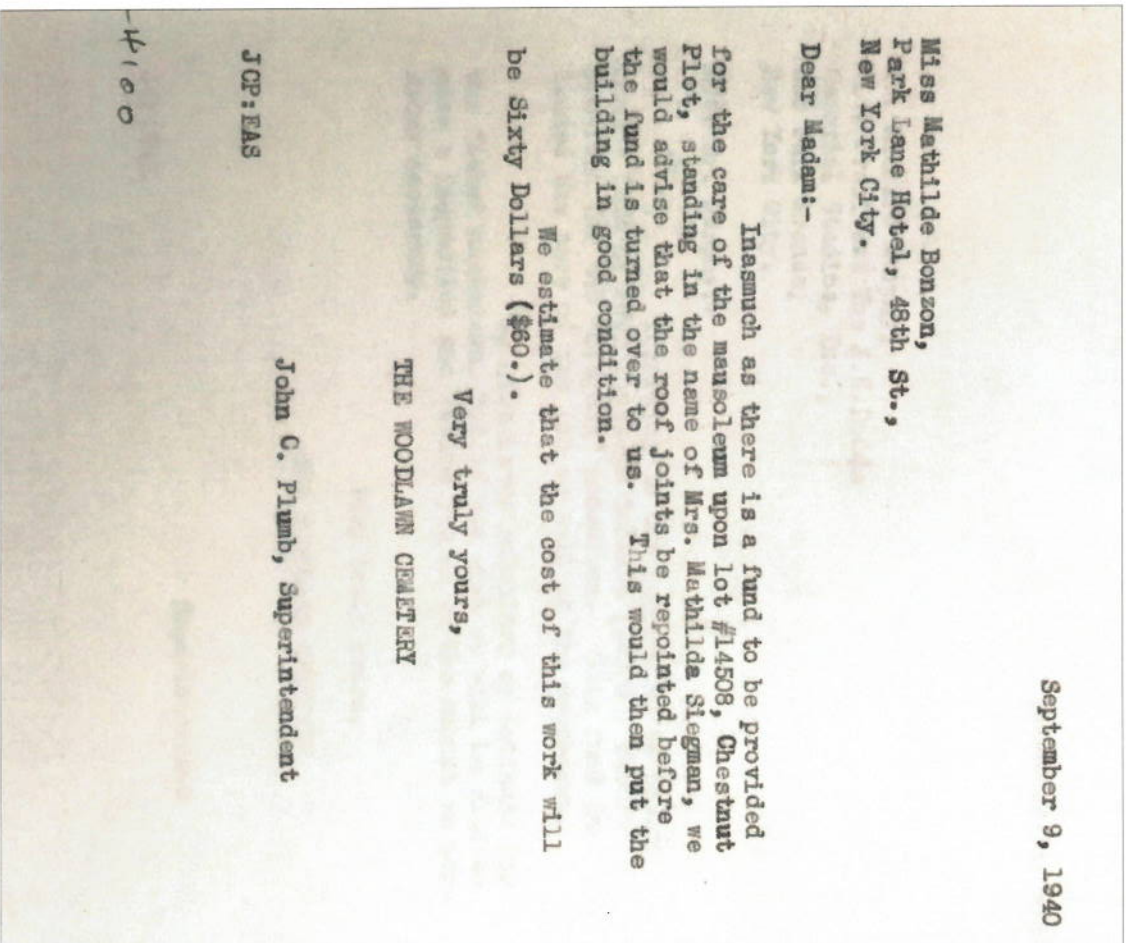 September 9, 1940
Miss Mathilde Bonzon,
Park Lane Hotel, 48th St.,
New York City.
Dear Madam:-
Inasmuch as there is a fund to be provided
for the care of the mausoleum upon lot #14508, Chestnut
Plot, standing in the name of Mrs. Mathilda Siegman, we
would advise that the roof joints be repointed before
the fund is turned over to us. This would then put the
building in good condition.
We estimate that the cost of this work will
be Sixty Dollars ($60.).
Very truly yours,
THE WOODLAWN CEMETERY
John C. Plumb, Superintendent
JCP:EAS
-4100